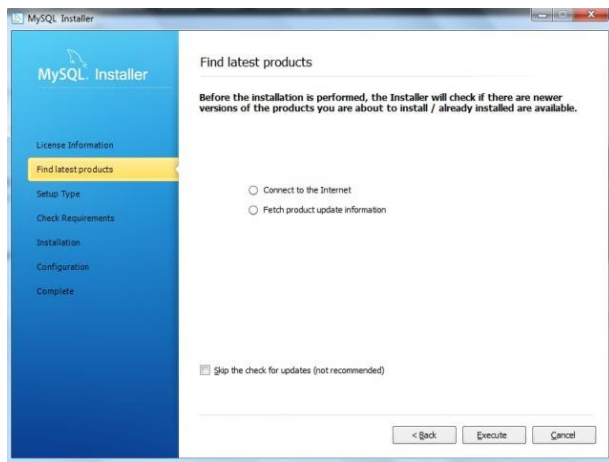 MySQL Installer
MySQL. Installer
License Information
Find latest products
Setup Type
Check Requirements
Installation
Configuration
Complete
Find latest products
Before the installation is performed, the Installer will check if there are newer
versions of the products you are about to install / already installed are available.
Connect to the Internet
Fetch product update information
Skip the check for updates (not recommended)
< Back
Execute
Cancel